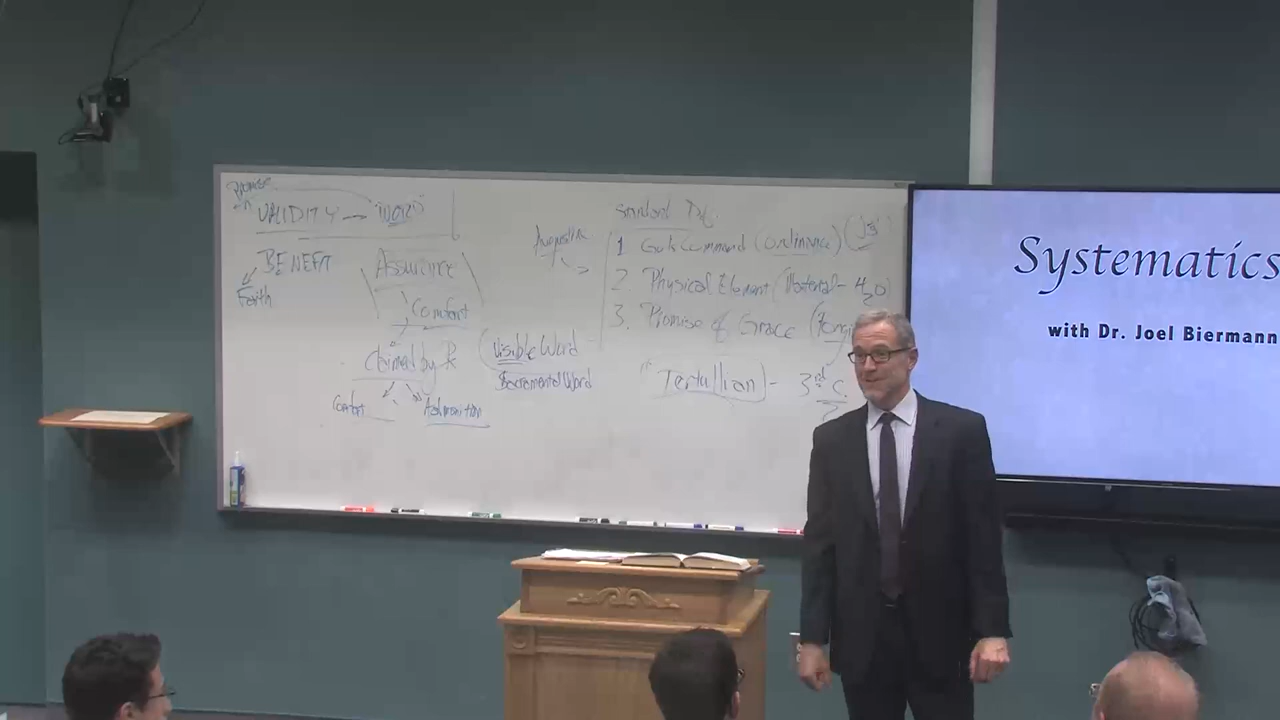 Promise
VALIDITY → "WORD"
BENEFIT
Faith
Assurance
Comfort
Claimed by
Comfort
Admonition
Visible Word
Sacramental Word
Augustine
Standard Def.
1 God's Command (Ordinance)
2. Physical Element (Material - H2O)
3. Promise of Grace (Forgi
Tertullian - 3rd C.
Systematics
with Dr. Joel Biermann